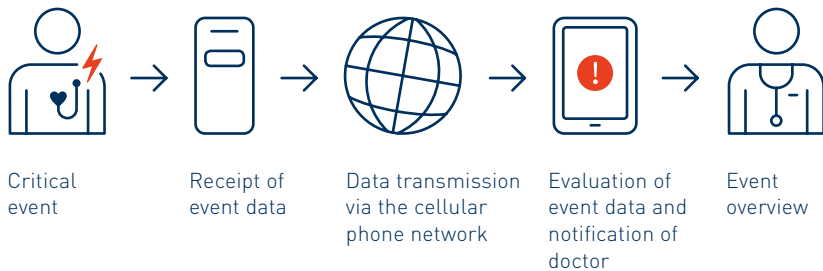 Critical
event
Receipt of
event data
Data transmission
via the cellular
phone network
!
Evaluation of
event data and
notification of
doctor
Event
overview